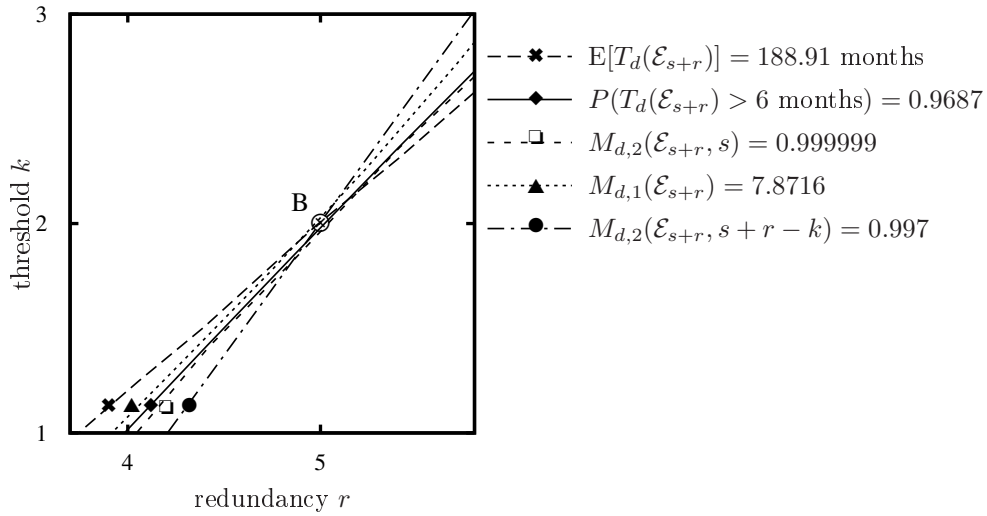 3
2
1
threshold k
B
4 5
redundancy r
E[T_d(ℰ_{s+r})] = 188.91 months
P(T_d(ℰ_{s+r}) > 6 months) = 0.9687
M_{d,2}(ℰ_{s+r}, s) = 0.999999
M_{d,1}(ℰ_{s+r}) = 7.8716
M_{d,2}(ℰ_{s+r}, s + r − k) = 0.997